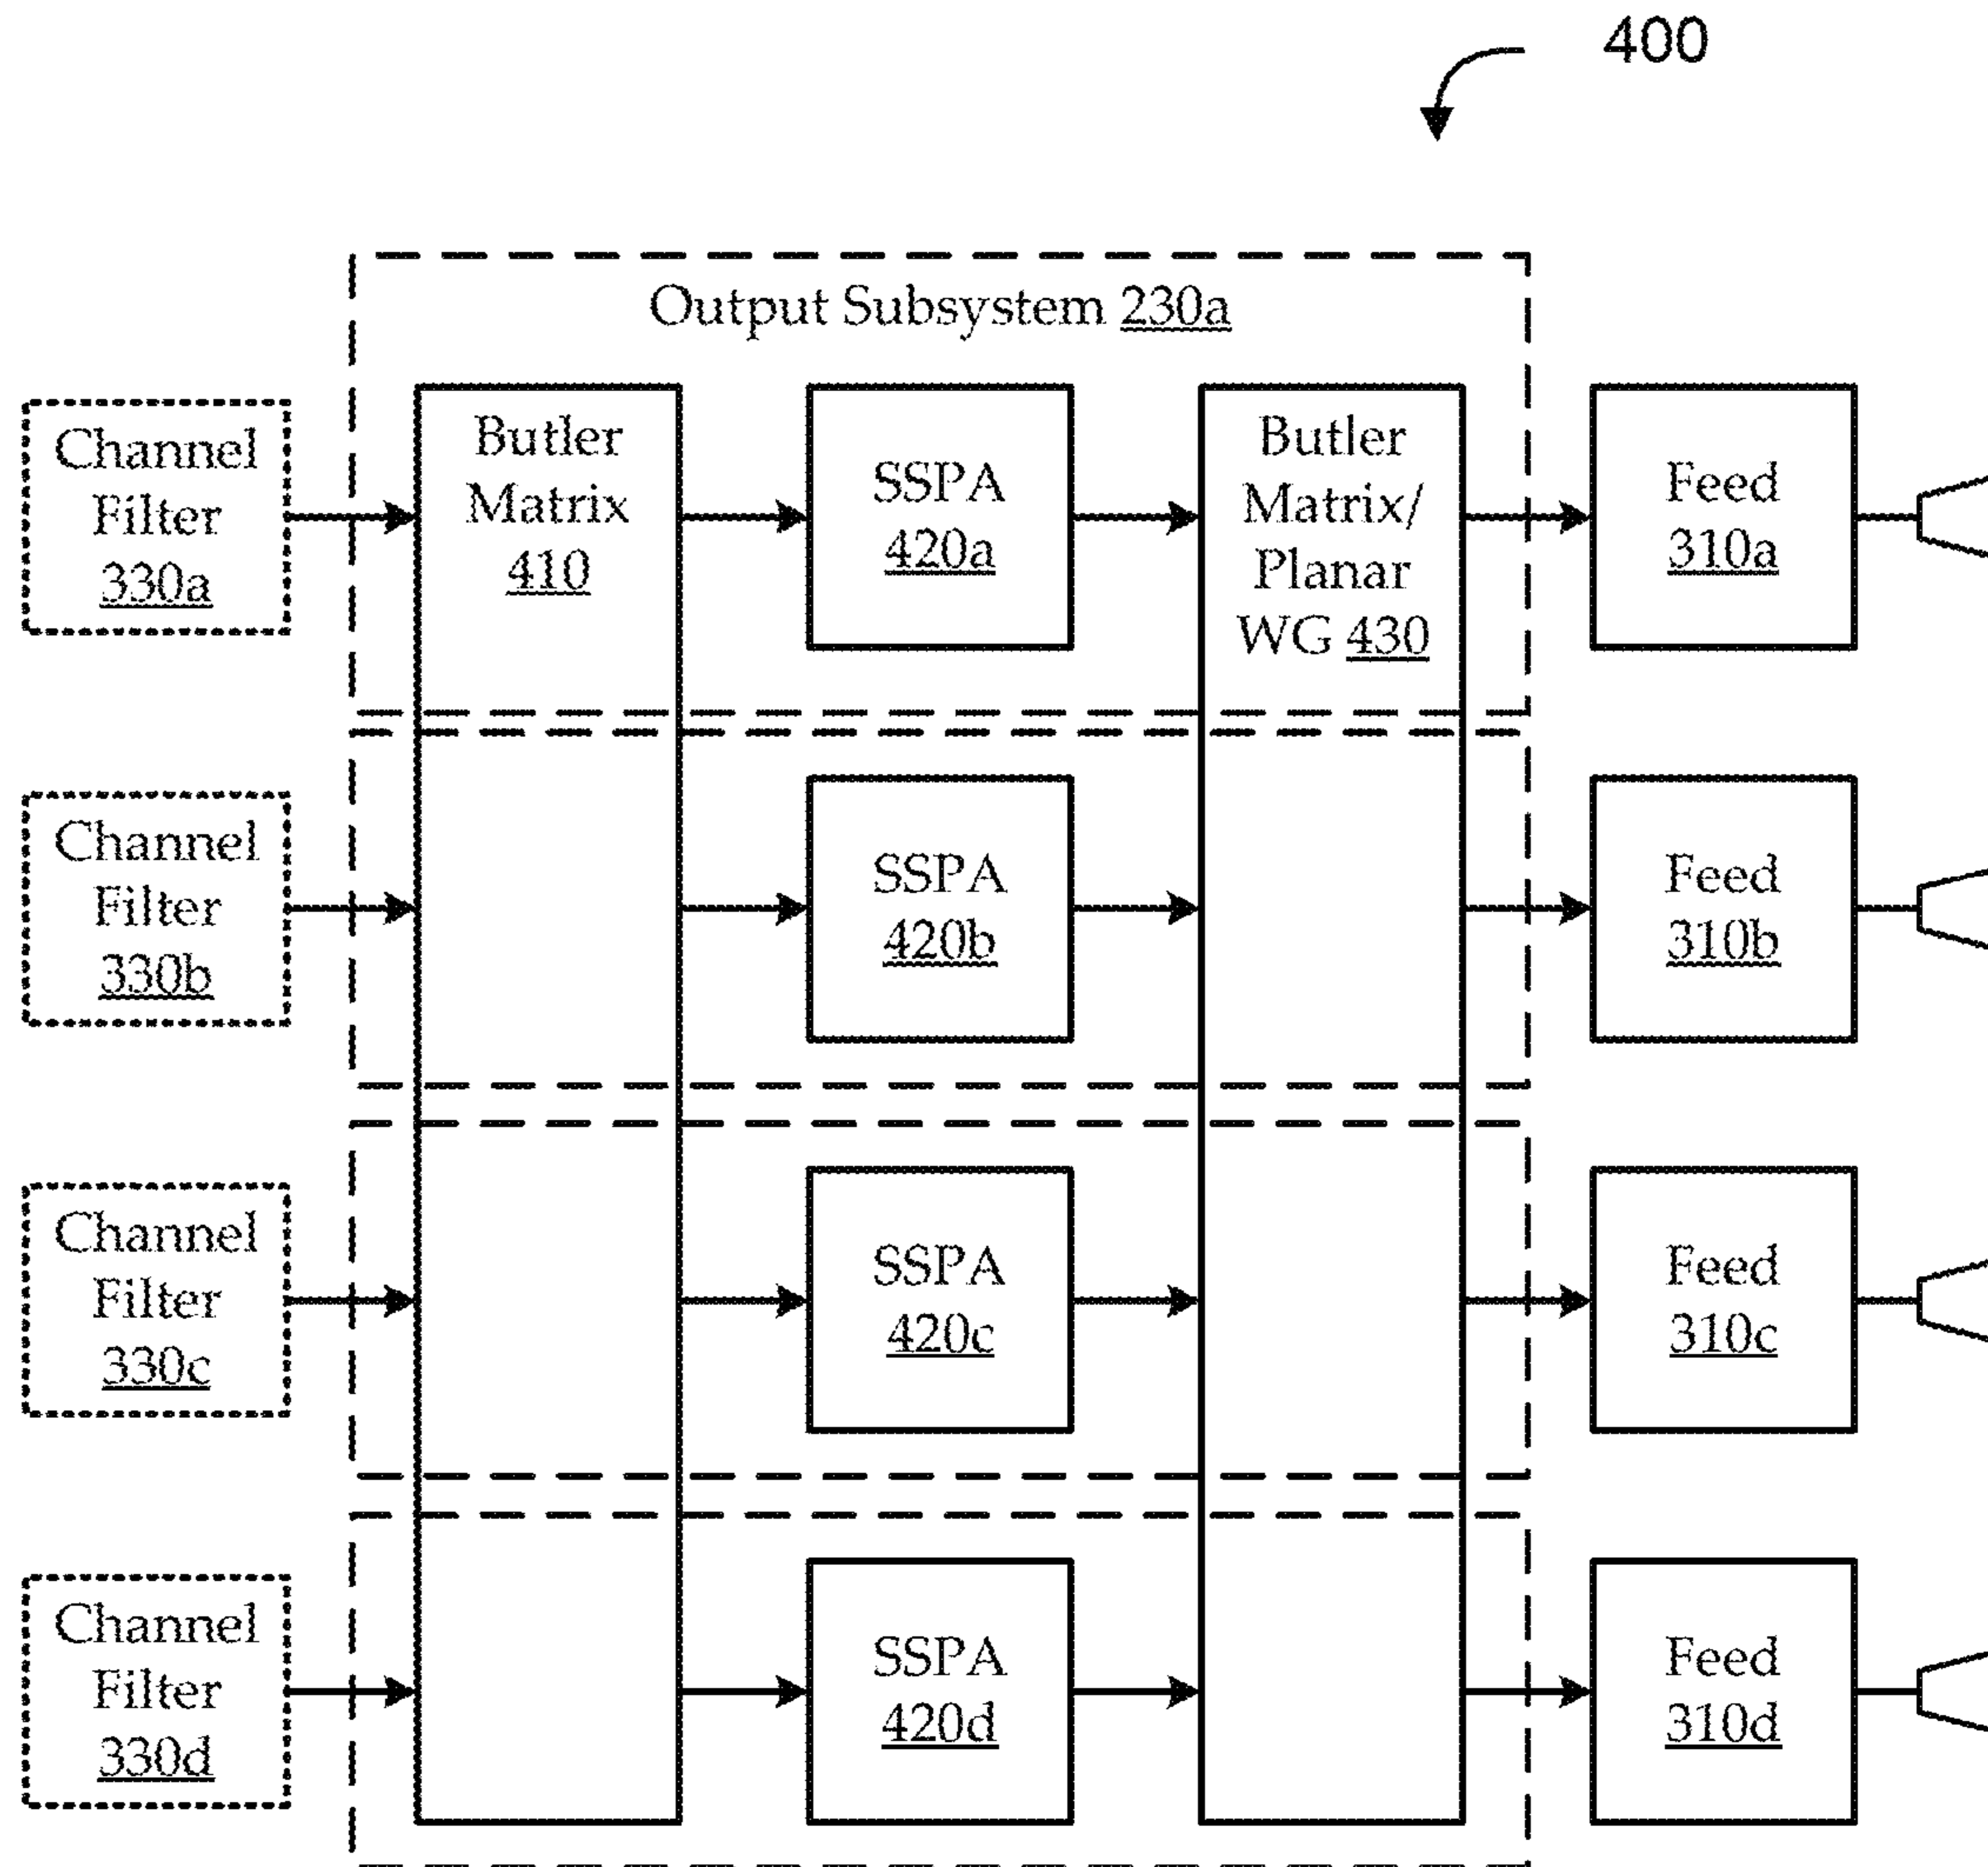 400
Output Subsystem 230a
Channel
Filter
330a
Butler
Matrix
410
SSPA
420a
Butler
Matrix/
Planar
WG 430
Feed
310a
Channel
Filter
330b
SSPA
420b
Feed
310b
Channel
Filter
330c
SSPA
420c
Feed
310c
Channel
Filter
330d
SSPA
420d
Feed
310d